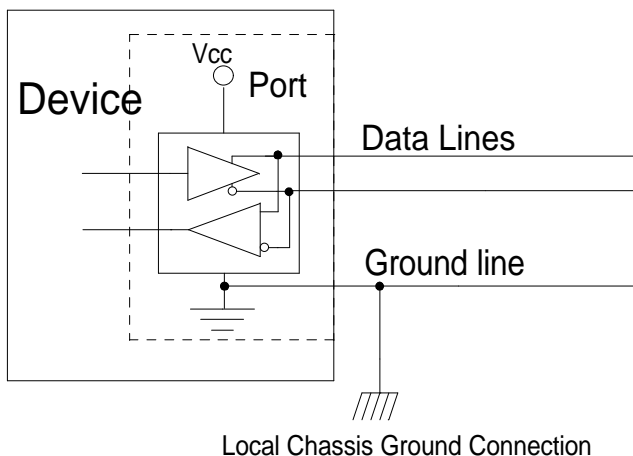 Vcc
Device
Port
Data Lines
Ground line
Local Chassis Ground Connection